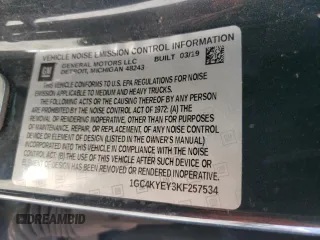 VEHICLE NOISE EMISSION CONTROL INFORMATION
GM
GENERAL MOTORS LLC
DETROIT, MICHIGAN 48243
BUILT 03/19
THIS VEHICLE CONFORMS TO U.S. EPA REGULATIONS FOR NOISE
EMISSION APPLICABLE TO MEDIUM AND HEAVY TRUCKS.
THE FOLLOWING ACTS OR THE CAUSING THEREOF BY ANY PERSON
ARE PROHIBITED BY THE NOISE CONTROL ACT OF 1972: (A) THE
REMOVAL OR RENDERING INOPERATIVE, OTHER THAN FOR PURPOSES
OF MAINTENANCE, REPAIR, OR REPLACEMENT, OF ANY NOISE
CONTROL DEVICE OR ELEMENT OF DESIGN (LISTED IN THE
OWNER'S MANUAL) INCORPORATED INTO THIS VEHICLE IN COMPLIANCE WITH THE NOISE CONTROL
ACT; (B) THE USE OF THIS VEHICLE AFTER SUCH DEVICE OR
ELEMENT OF DESIGN HAS BEEN REMOVED OR RENDERED
INOPERATIVE.
1GC4KYEY3KF257534
© AUTOBIDMASTER